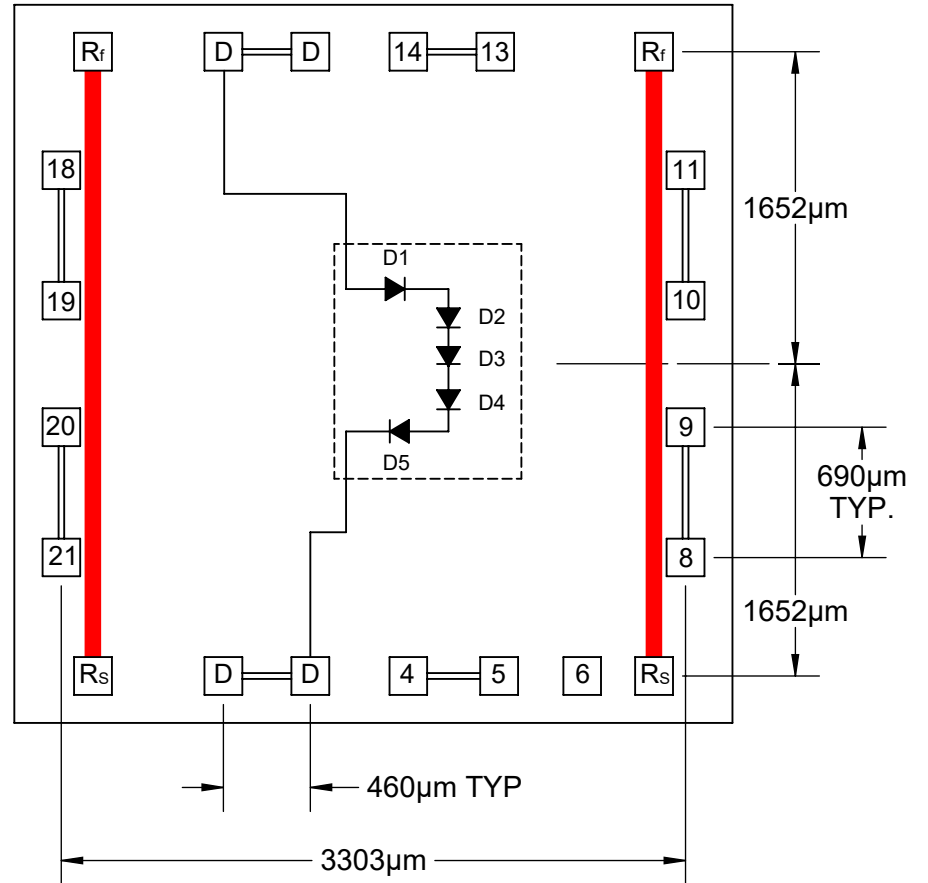 Rf D D 14 13 Rf
18 11
1652µm
D1
19 10
D2
D3
D4
20 9
D5
690µm
TYP.
21 8
1652µm
Rs D D 4 5 6 Rs
460µm TYP
3303µm